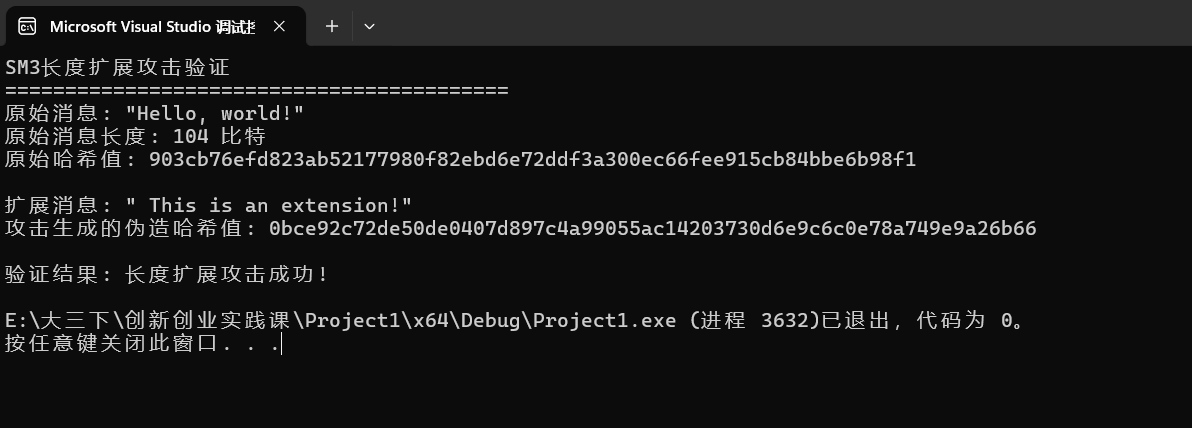 Microsoft Visual Studio 调试
SM3长度扩展攻击验证
==========================================
原始消息: "Hello, world!"
原始消息长度: 104 比特
原始哈希值: 903cb76efd823ab52177980f82ebd6e72ddf3a300ec66fee915cb84bbe6b98f1
扩展消息: " This is an extension!"
攻击生成的伪造哈希值: 0bce92c72de50de0407d897c4a99055ac14203730d6e9c6c0e78a749e9a26b66
验证结果: 长度扩展攻击成功!
E:\大三下\创新创业实践课\Project1\x64\Debug\Project1.exe (进程 3632)已退出，代码为 0。
按任意键关闭此窗口. . .